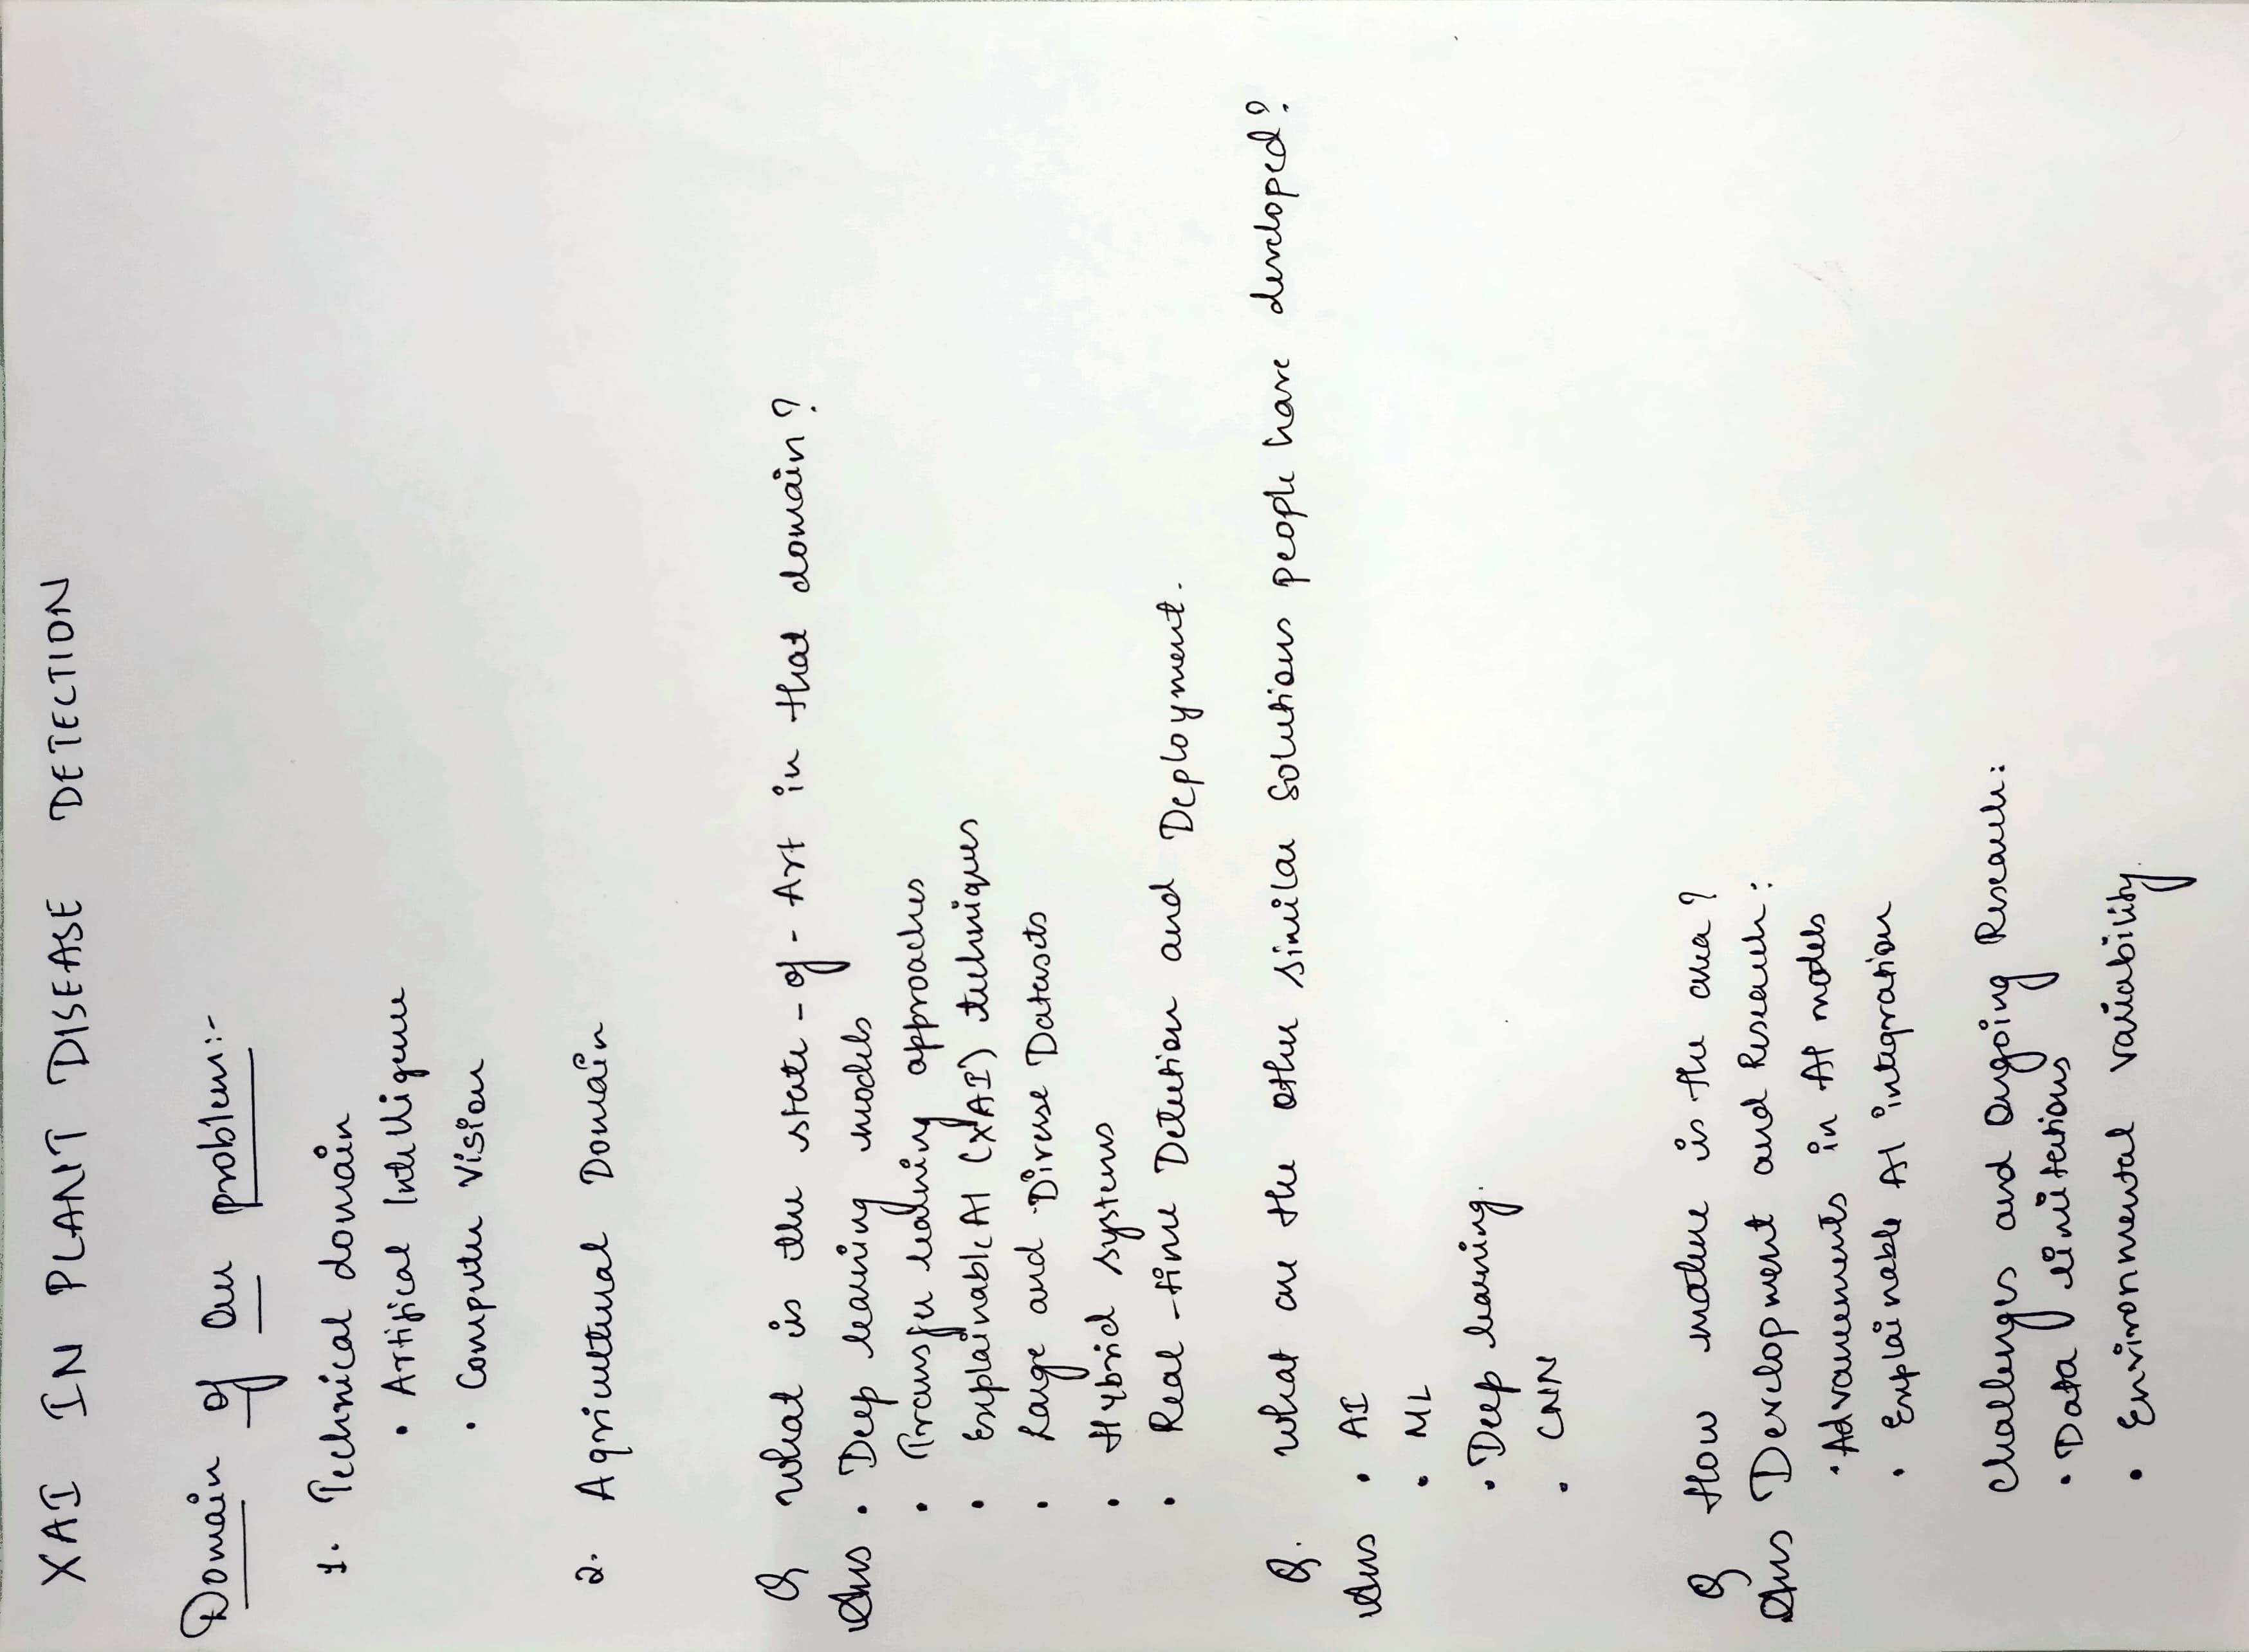 XAI IN PLANT DISEASE DETECTION
Domain of an problem:-
1. Technical domain
• Artifical Intelligence
• Computer Vision
2. Agricultural Domain
Q What is the state-of-Art in that domain?
Ans • Deep learning models
• Transfer learning approaches
• Explainable AI (XAI) techniques
• Large and Diverse Datasets
• Hybrid systems
• Real-time Detection and Deployment.
Q. What are the other similar solutions people have developed?
Ans • AI
• ML
• Deep learning.
• CNN
Q How mature is the area?
Ans Development and Research:
• Advancements in AI models
• Explainable AI integration
Challenges and Ongoing Research:
• Data limitations
• Environmental variability.